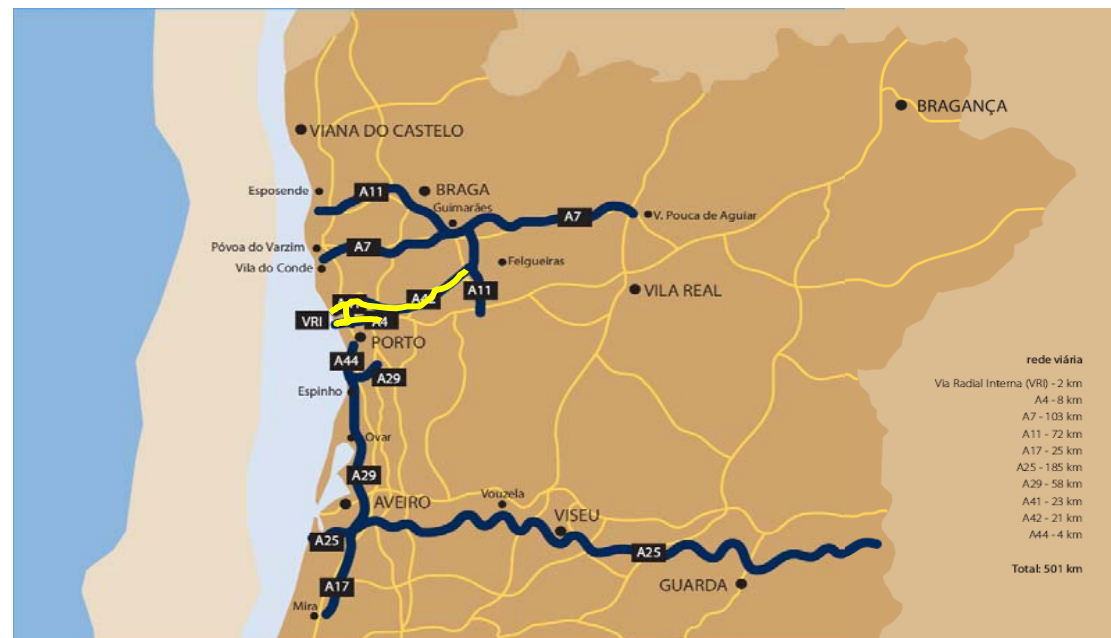 BRAGANÇA
VIANA DO CASTELO
Esposende
A11
BRAGA
Guimarães
A7
V. Pouca de Aguiar
Póvoa do Varzim
A7
Vila do Conde
Felgueiras
A11
VILA REAL
A42
VRI
A4
PORTO
A44
A29
Espinho
Ovar
A29
AVEIRO
Vouzela
VISEU
A25
A25
A17
GUARDA
Mira
rede viária
Via Radial Interna (VRI) - 2 km
A4 - 8 km
A7 - 103 km
A11 - 72 km
A17 - 25 km
A25 - 185 km
A29 - 58 km
A41 - 23 km
A42 - 21 km
A44 - 4 km
Total: 501 km